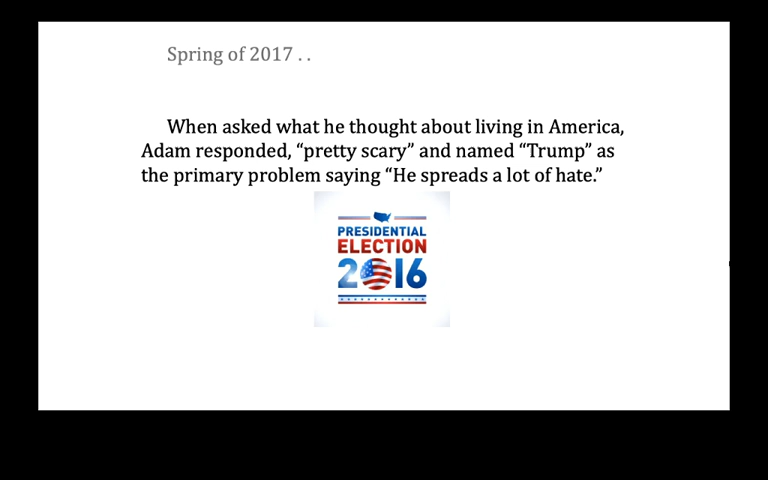 Spring of 2017 . .
When asked what he thought about living in America,
Adam responded, “pretty scary” and named “Trump” as
the primary problem saying “He spreads a lot of hate.”
PRESIDENTIAL
ELECTION
2016